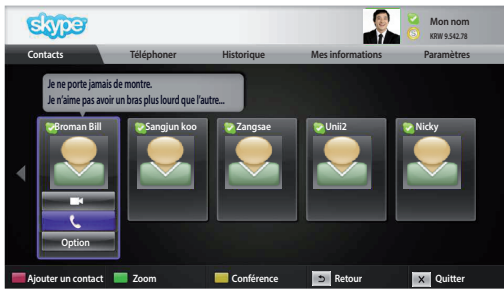 skype
Mon nom
KRW 9.542.78
Contacts
Téléphoner
Historique
Mes informations
Paramètres
Je ne porte jamais de montre.
Je n'aime pas avoir un bras plus lourd que l'autre...
Broman Bill
Sangjun koo
Zangsae
Unii2
Nicky
Option
Ajouter un contact
Zoom
Conférence
Retour
X Quitter